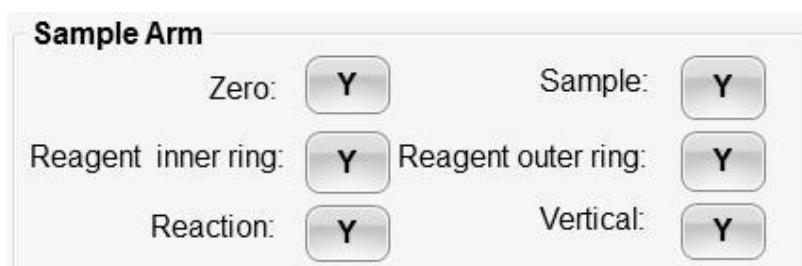 Sample Arm
Zero: Y Sample: Y
Reagent inner ring: Y Reagent outer ring: Y
Reaction: Y Vertical: Y